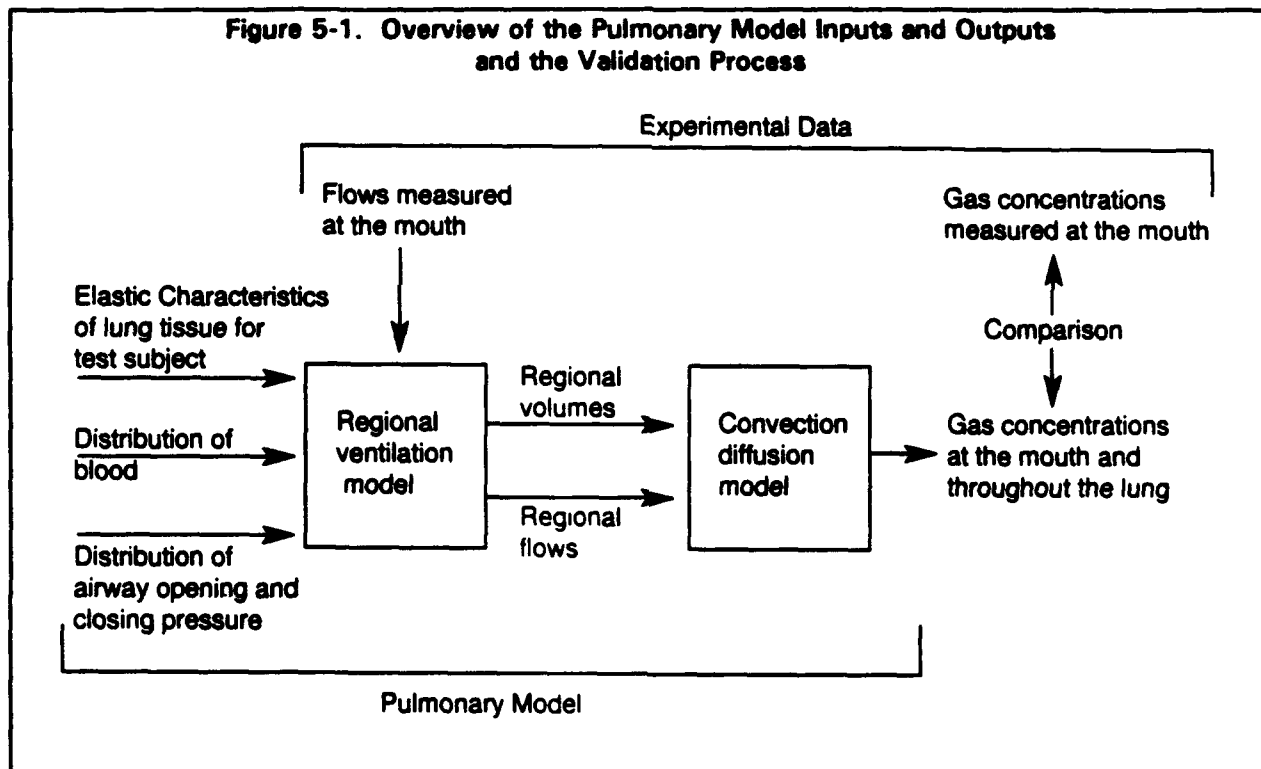 Figure 5-1. Overview of the Pulmonary Model Inputs and Outputs
and the Validation Process
Experimental Data
Flows measured
at the mouth
Gas concentrations
measured at the mouth
Elastic Characteristics
of lung tissue for
test subject
Comparison
Distribution of
blood
Regional
ventilation
model
Regional
volumes
Regional
flows
Convection
diffusion
model
Gas concentrations
at the mouth and
throughout the lung
Distribution of
airway opening and
closing pressure
Pulmonary Model